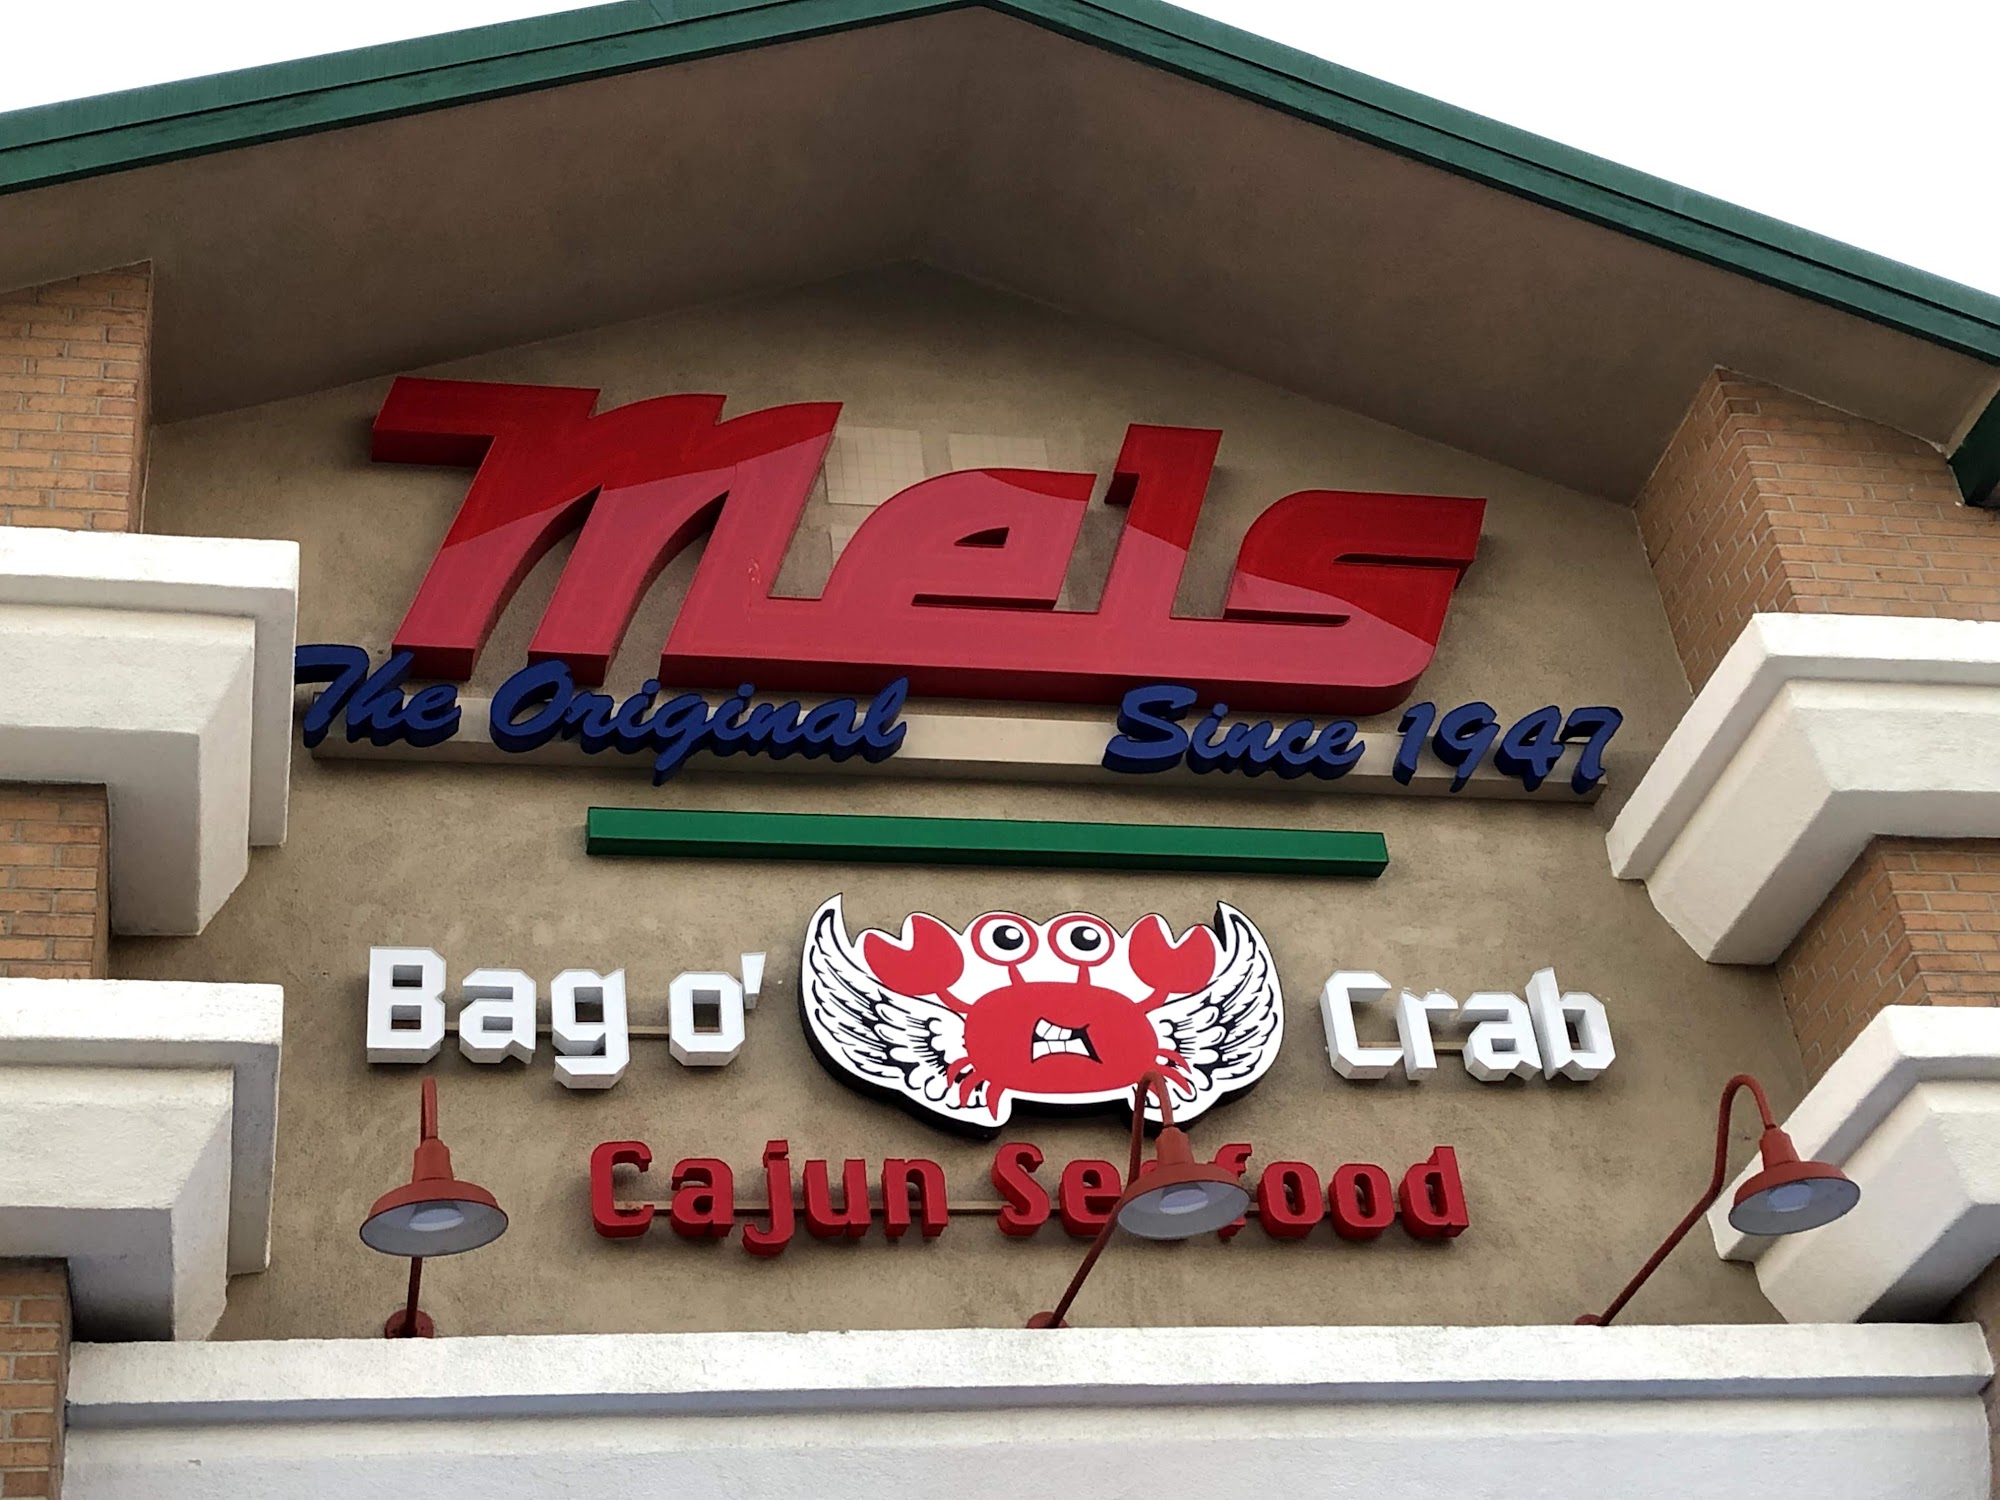 Mels
The Original Since 1947
Bag o' Crab
Cajun Seafood